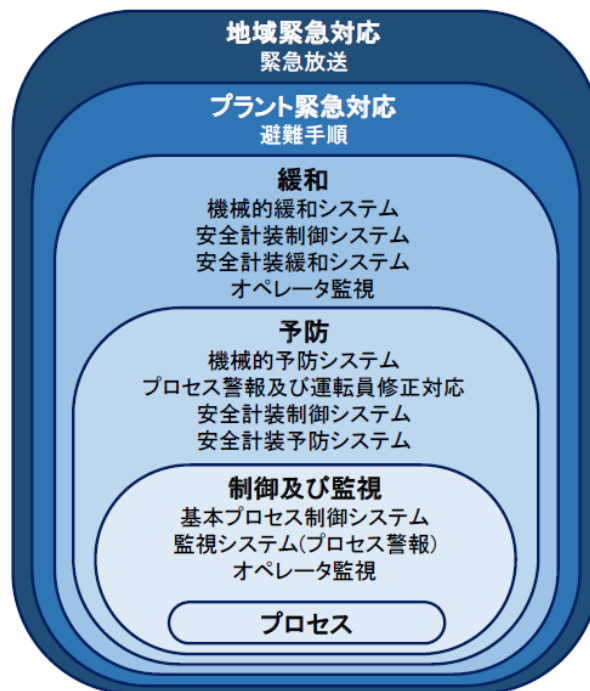 地域緊急対応
緊急放送
プラント緊急対応
避難手順
緩和
機械的緩和システム
安全計装制御システム
安全計装緩和システム
オペレータ監視
予防
機械的予防システム
プロセス警報及び運転員修正対応
安全計装制御システム
安全計装予防システム
制御及び監視
基本プロセス制御システム
監視システム(プロセス警報)
オペレータ監視
プロセス